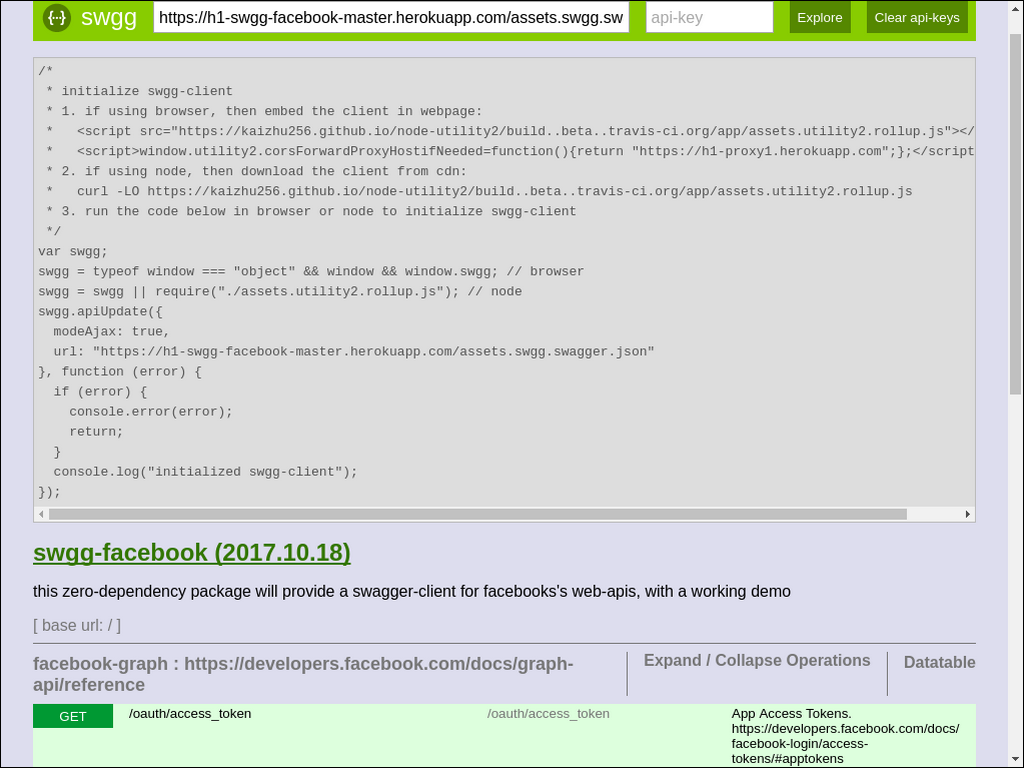 {··} swgg https://h1-swgg-facebook-master.herokuapp.com/assets.swgg.sw api-key Explore Clear api-keys
/*
 * initialize swgg-client
 * 1. if using browser, then embed the client in webpage:
 *   <script src="https://kaizhu256.github.io/node-utility2/build..beta..travis-ci.org/app/assets.utility2.rollup.js"></
 *   <script>window.utility2.corsForwardProxyHostifNeeded=function(){return "https://h1-proxy1.herokuapp.com";};</script
 * 2. if using node, then download the client from cdn:
 *   curl -LO https://kaizhu256.github.io/node-utility2/build..beta..travis-ci.org/app/assets.utility2.rollup.js
 * 3. run the code below in browser or node to initialize swgg-client
 */
var swgg;
swgg = typeof window === "object" && window && window.swgg; // browser
swgg = swgg || require("./assets.utility2.rollup.js"); // node
swgg.apiUpdate({
  modeAjax: true,
  url: "https://h1-swgg-facebook-master.herokuapp.com/assets.swgg.swagger.json"
}, function (error) {
  if (error) {
    console.error(error);
    return;
  }
  console.log("initialized swgg-client");
});
swgg-facebook (2017.10.18)
this zero-dependency package will provide a swagger-client for facebooks's web-apis, with a working demo
[ base url: / ]
facebook-graph : https://developers.facebook.com/docs/graph-
api/reference
Expand / Collapse Operations
Datatable
GET /oauth/access_token /oauth/access_token App Access Tokens.
https://developers.facebook.com/docs/
facebook-login/access-
tokens/#apptokens